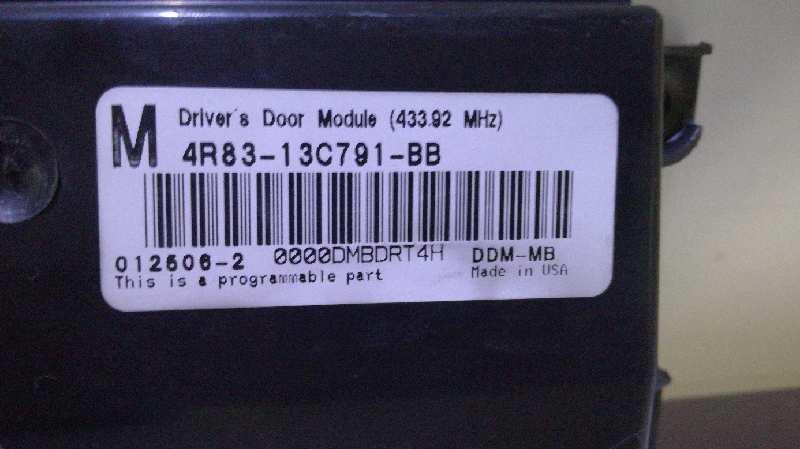 M
Driver's Door Module (433.92 MHz)
4R83-13C791-BB
012606-2 0000DMBDRT4H DDM-MB
This is a programmable part Made in USA